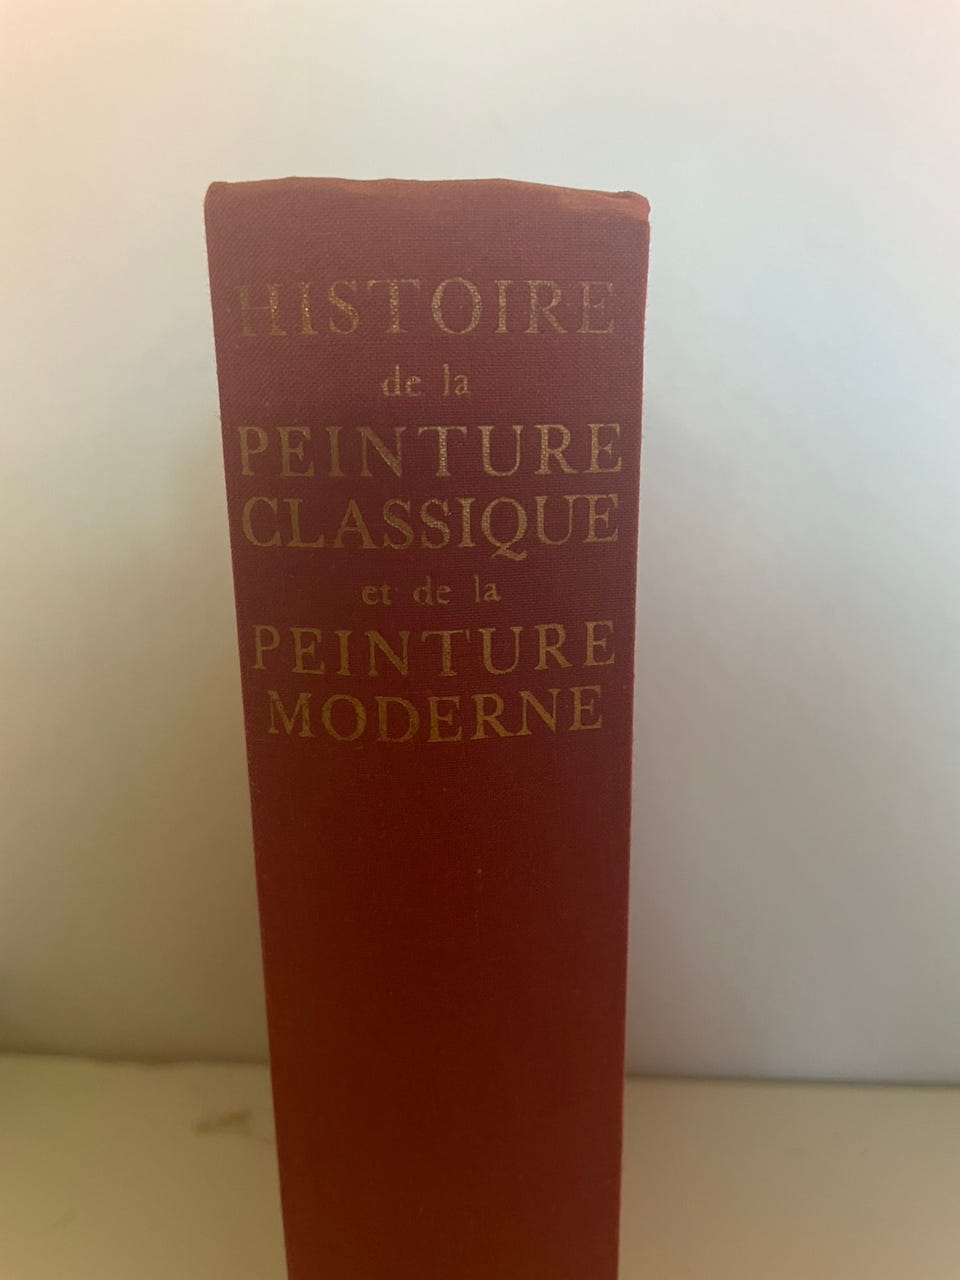 HISTOIRE
de la
PEINTURE
CLASSIQUE
et de la
PEINTURE
MODERNE